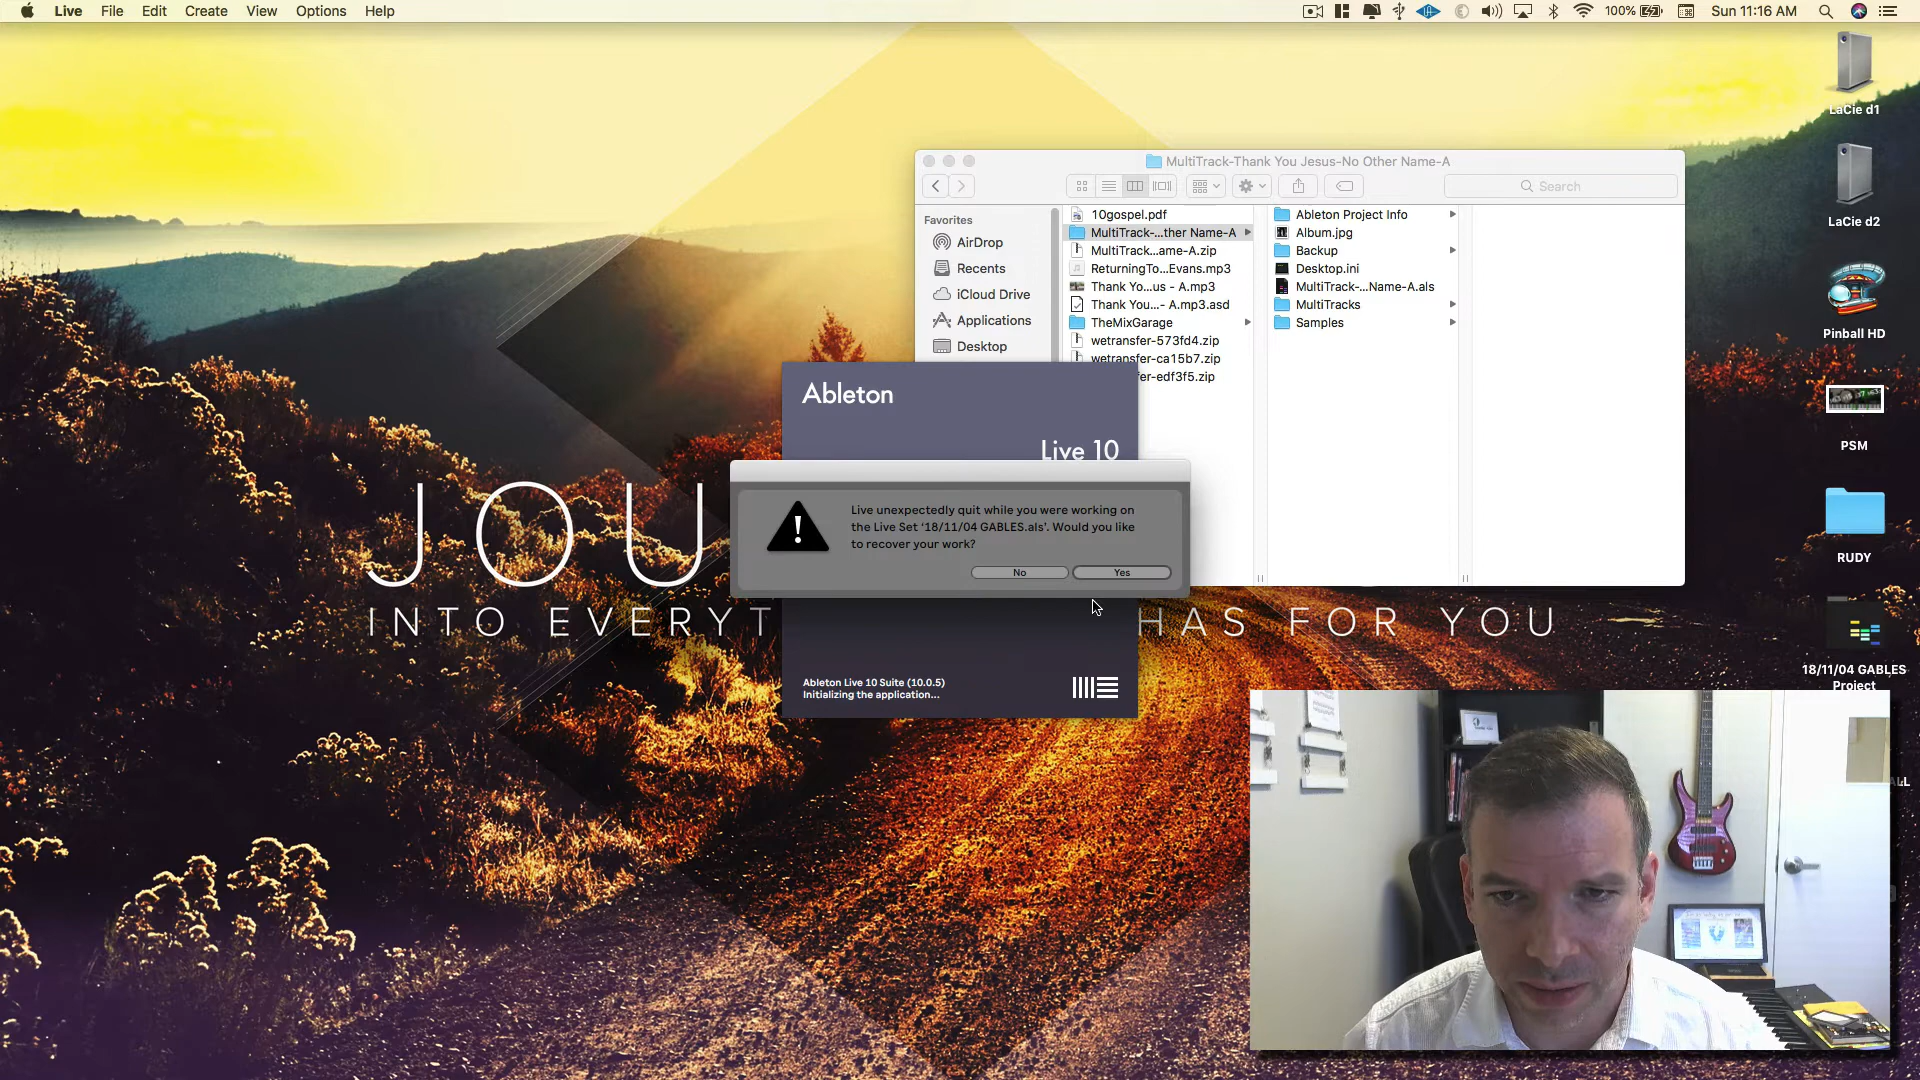 Live File Edit Create View Options Help
100% Sun 11:16 AM
LaCie d1
LaCie d2
Pinball HD
PSM
RUDY
18/11/04 GABLES
Project
MultiTrack-Thank You Jesus-No Other Name-A
Search
Favorites
AirDrop
Recents
iCloud Drive
Applications
Desktop
10gospel.pdf
MultiTrack-...ther Name-A
MultiTrack...ame-A.zip
ReturningTo...Evans.mp3
Thank Yo...us - A.mp3
Thank You...- A.mp3.asd
TheMixGarage
wetransfer-573fd4.zip
wetransfer-ca15b7.zip
fer-edf3f5.zip
Ableton Project Info
Album.jpg
Backup
Desktop.ini
MultiTrack-...Name-A.als
MultiTracks
Samples
Ableton
Live 10
Live unexpectedly quit while you were working on
the Live Set ‘18/11/04 GABLES.als’. Would you like
to recover your work?
No Yes
Ableton Live 10 Suite (10.0.5)
Initializing the application...
JOU
INTO EVERYT HAS FOR YOU
ALL